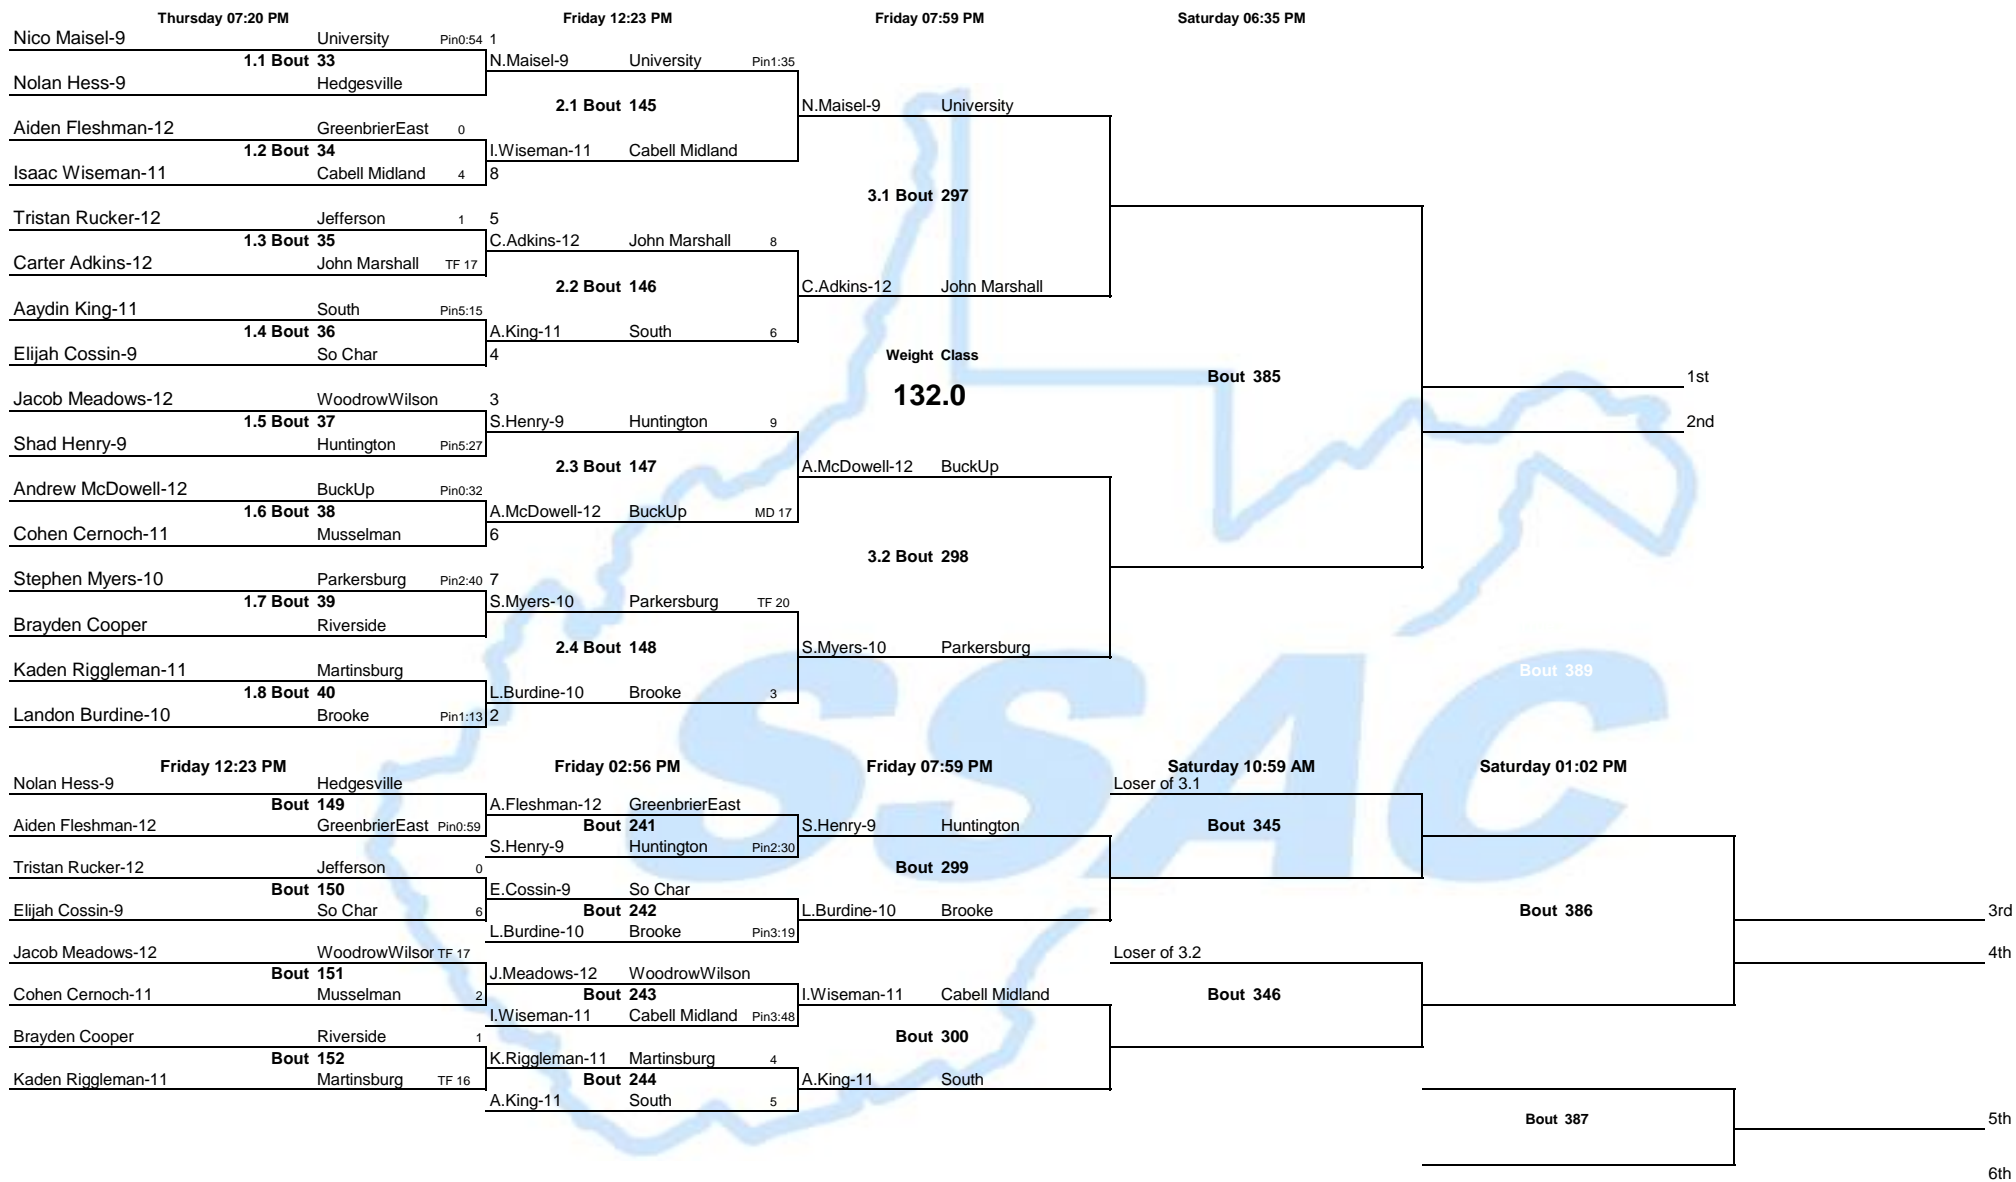 Thursday 07:20 PM Friday 12:23 PM Friday 07:59 PM Saturday 06:35 PM
Nico Maisel-9 University Pin0:54 1
1.1 Bout 33 N.Maisel-9 University Pin1:35
Nolan Hess-9 Hedgesville
2.1 Bout 145 N.Maisel-9 University
Aiden Fleshman-12 GreenbrierEast 0
1.2 Bout 34 I.Wiseman-11 Cabell Midland
Isaac Wiseman-11 Cabell Midland 4 8
3.1 Bout 297
Tristan Rucker-12 Jefferson 1 5
1.3 Bout 35 C.Adkins-12 John Marshall 8
Carter Adkins-12 John Marshall TF 17
2.2 Bout 146 C.Adkins-12 John Marshall
Aaydin King-11 South Pin5:15
1.4 Bout 36 A.King-11 South 6
Elijah Cossin-9 So Char 4 Weight Class
Bout 385 1st
Jacob Meadows-12 WoodrowWilson 3 132.0
1.5 Bout 37 S.Henry-9 Huntington 9 2nd
Shad Henry-9 Huntington Pin5:27
2.3 Bout 147 A.McDowell-12 BuckUp
Andrew McDowell-12 BuckUp Pin0:32
1.6 Bout 38 A.McDowell-12 BuckUp MD 17
Cohen Cernoch-11 Musselman 6
3.2 Bout 298
Stephen Myers-10 Parkersburg Pin2:40 7
1.7 Bout 39 S.Myers-10 Parkersburg TF 20
Brayden Cooper Riverside
2.4 Bout 148 S.Myers-10 Parkersburg
Kaden Riggleman-11 Martinsburg Bout 389
1.8 Bout 40 L.Burdine-10 Brooke 3
Landon Burdine-10 Brooke Pin1:13 2
SSAC
Friday 12:23 PM Friday 02:56 PM Friday 07:59 PM Saturday 10:59 AM Saturday 01:02 PM
Nolan Hess-9 Hedgesville Loser of 3.1
Bout 149 A.Fleshman-12 GreenbrierEast
Aiden Fleshman-12 GreenbrierEast Pin0:59 Bout 241 S.Henry-9 Huntington Bout 345
S.Henry-9 Huntington Pin2:30
Tristan Rucker-12 Jefferson 0 Bout 299
Bout 150 E.Cossin-9 So Char
Elijah Cossin-9 So Char 6 Bout 242 L.Burdine-10 Brooke Bout 386 3rd
L.Burdine-10 Brooke Pin3:19
Jacob Meadows-12 WoodrowWilsor TF 17 Loser of 3.2 4th
Bout 151 J.Meadows-12 WoodrowWilson
Cohen Cernoch-11 Musselman 2 Bout 243 I.Wiseman-11 Cabell Midland Bout 346
I.Wiseman-11 Cabell Midland Pin3:48
Brayden Cooper Riverside 1 Bout 300
Bout 152 K.Riggleman-11 Martinsburg 4
Kaden Riggleman-11 Martinsburg TF 16 Bout 244 A.King-11 South
A.King-11 South 5
Bout 387 5th
6th